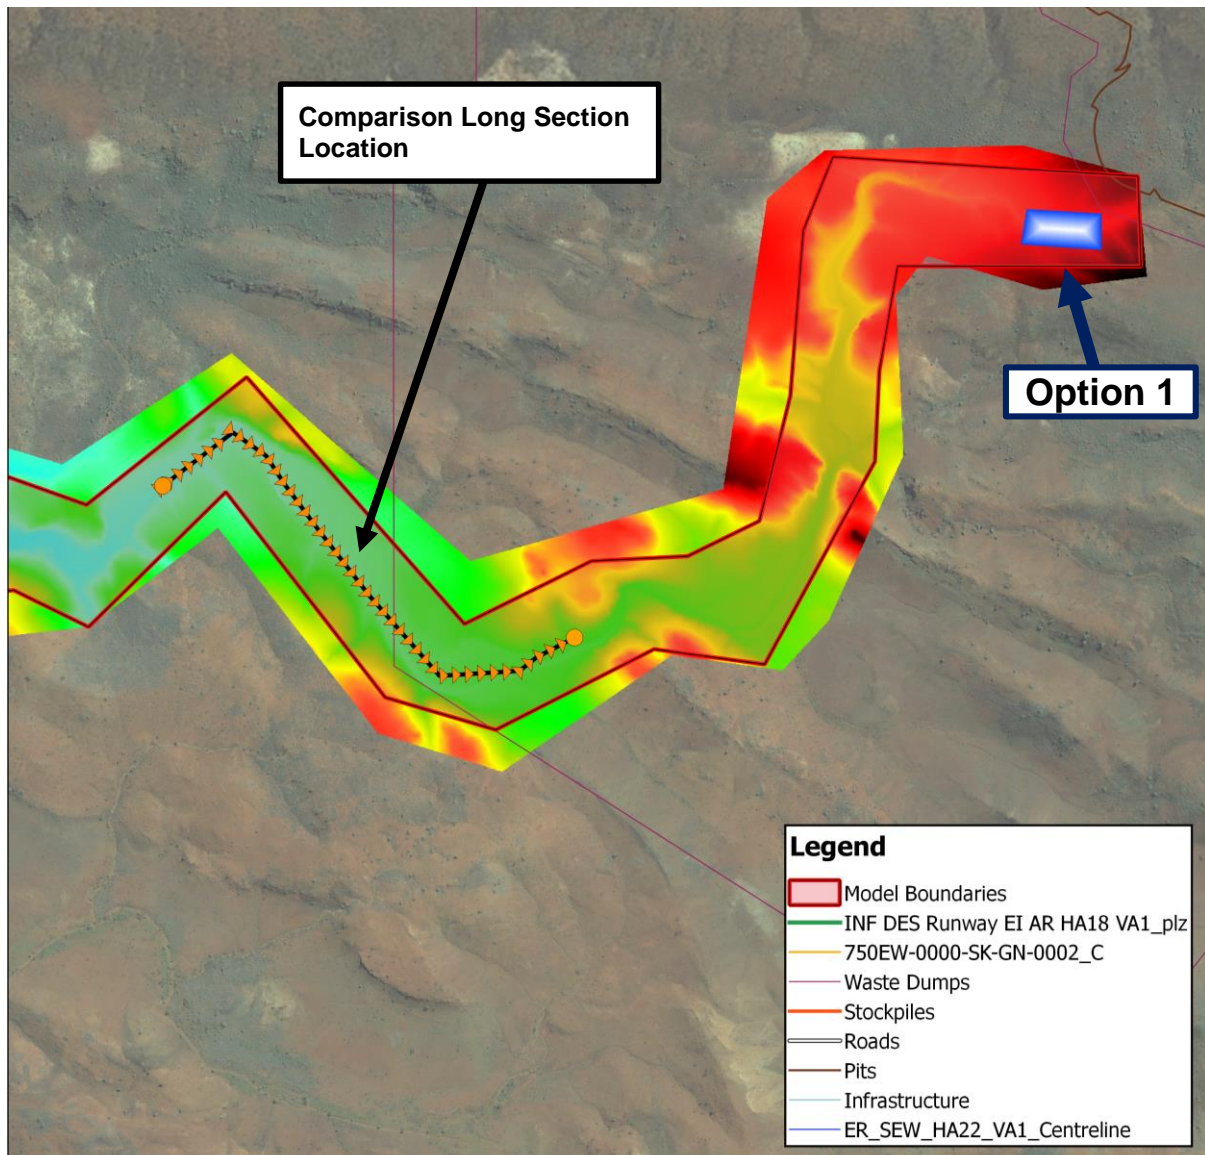 Comparison Long Section
Location
Option 1
Legend
Model Boundaries
INF DES Runway EI AR HA18 VA1_plz
750EW-0000-SK-GN-0002_C
Waste Dumps
Stockpiles
Roads
Pits
Infrastructure
ER_SEW_HA22_VA1_Centreline